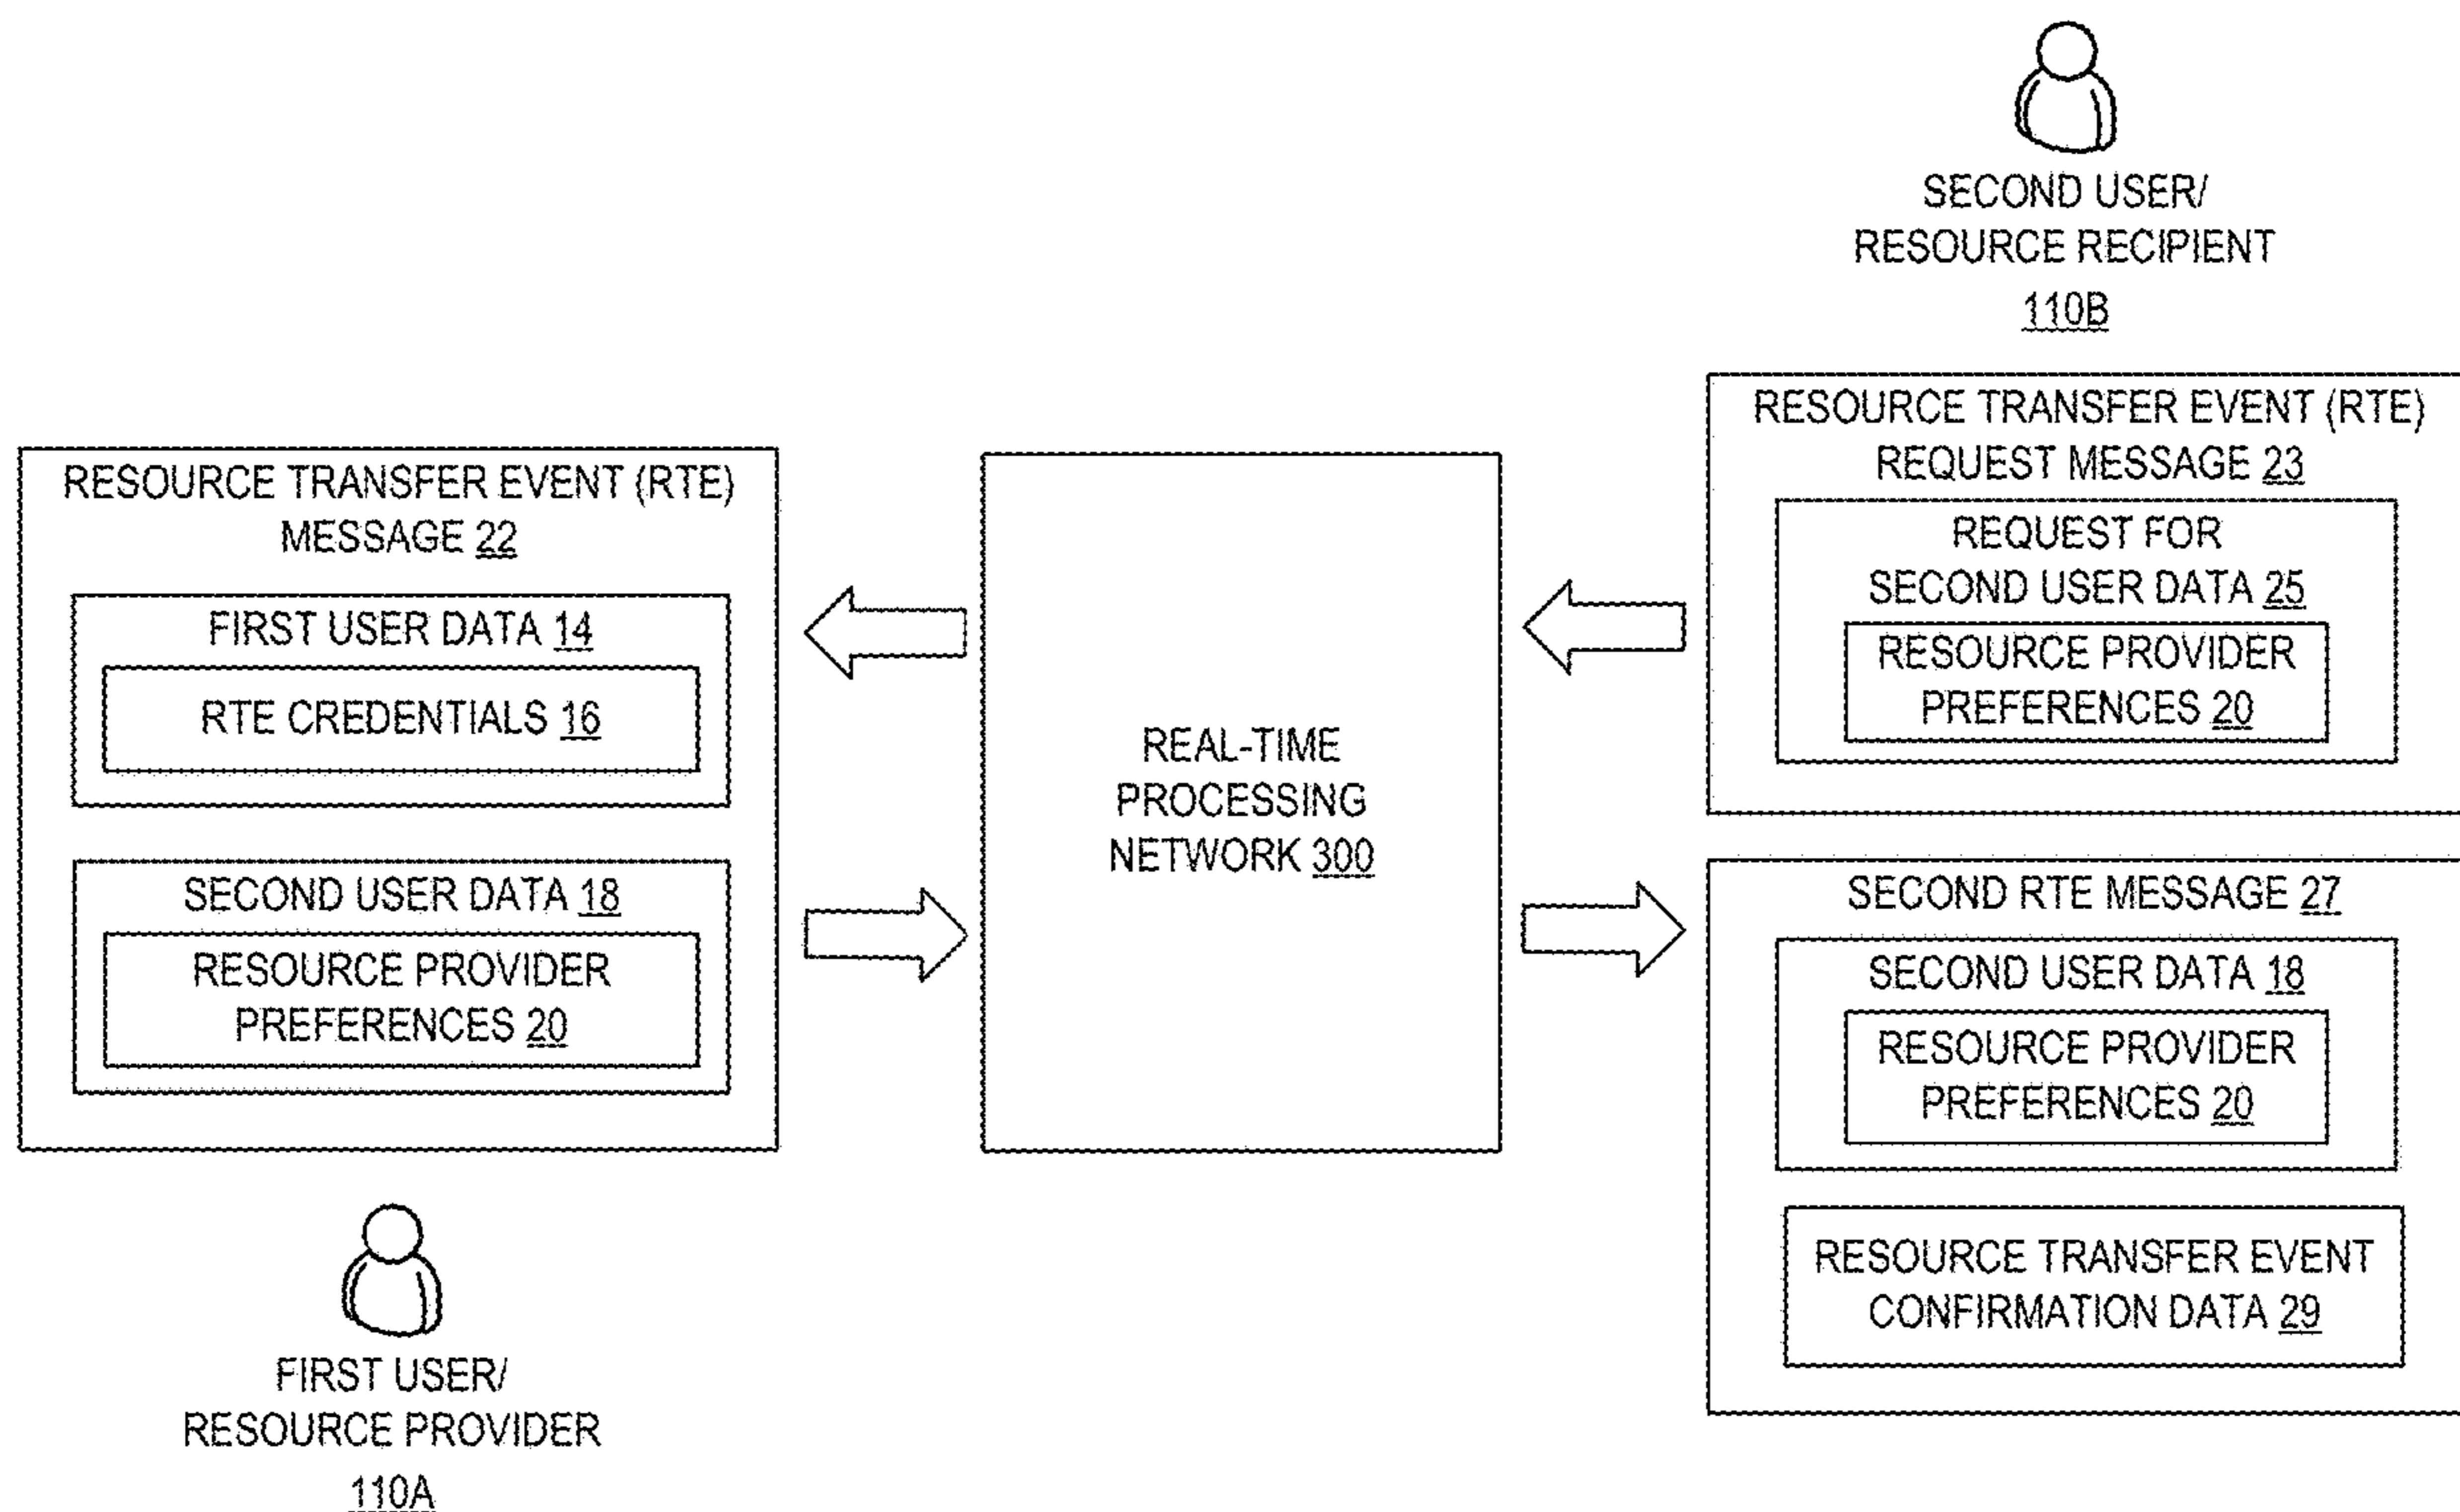 SECOND USER/
RESOURCE RECIPIENT
110B
RESOURCE TRANSFER EVENT (RTE)
MESSAGE 22
FIRST USER DATA 14
RTE CREDENTIALS 16
SECOND USER DATA 18
RESOURCE PROVIDER
PREFERENCES 20
FIRST USER/
RESOURCE PROVIDER
110A
REAL-TIME
PROCESSING
NETWORK 300
RESOURCE TRANSFER EVENT (RTE)
REQUEST MESSAGE 23
REQUEST FOR
SECOND USER DATA 25
RESOURCE PROVIDER
PREFERENCES 20
SECOND RTE MESSAGE 27
SECOND USER DATA 18
RESOURCE PROVIDER
PREFERENCES 20
RESOURCE TRANSFER EVENT
CONFIRMATION DATA 29